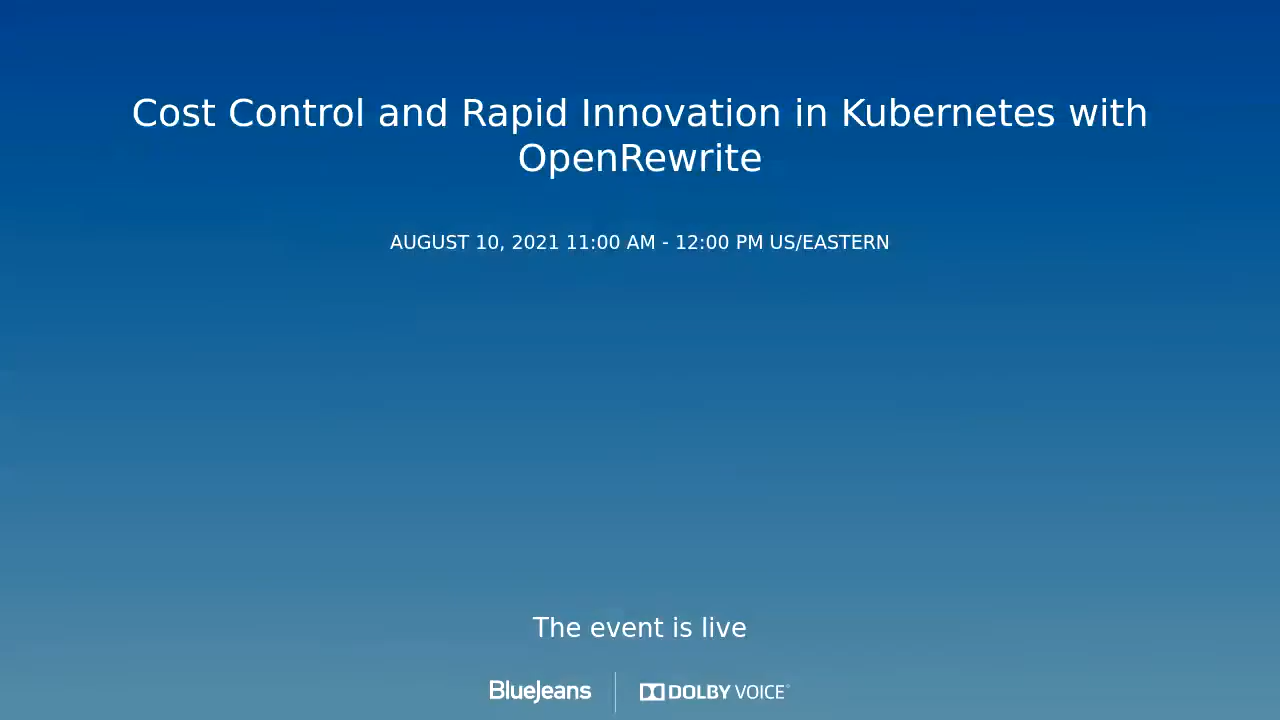 Cost Control and Rapid Innovation in Kubernetes with
OpenRewrite
AUGUST 10, 2021 11:00 AM - 12:00 PM US/EASTERN
The event is live
BlueJeans
DOLBY VOICE